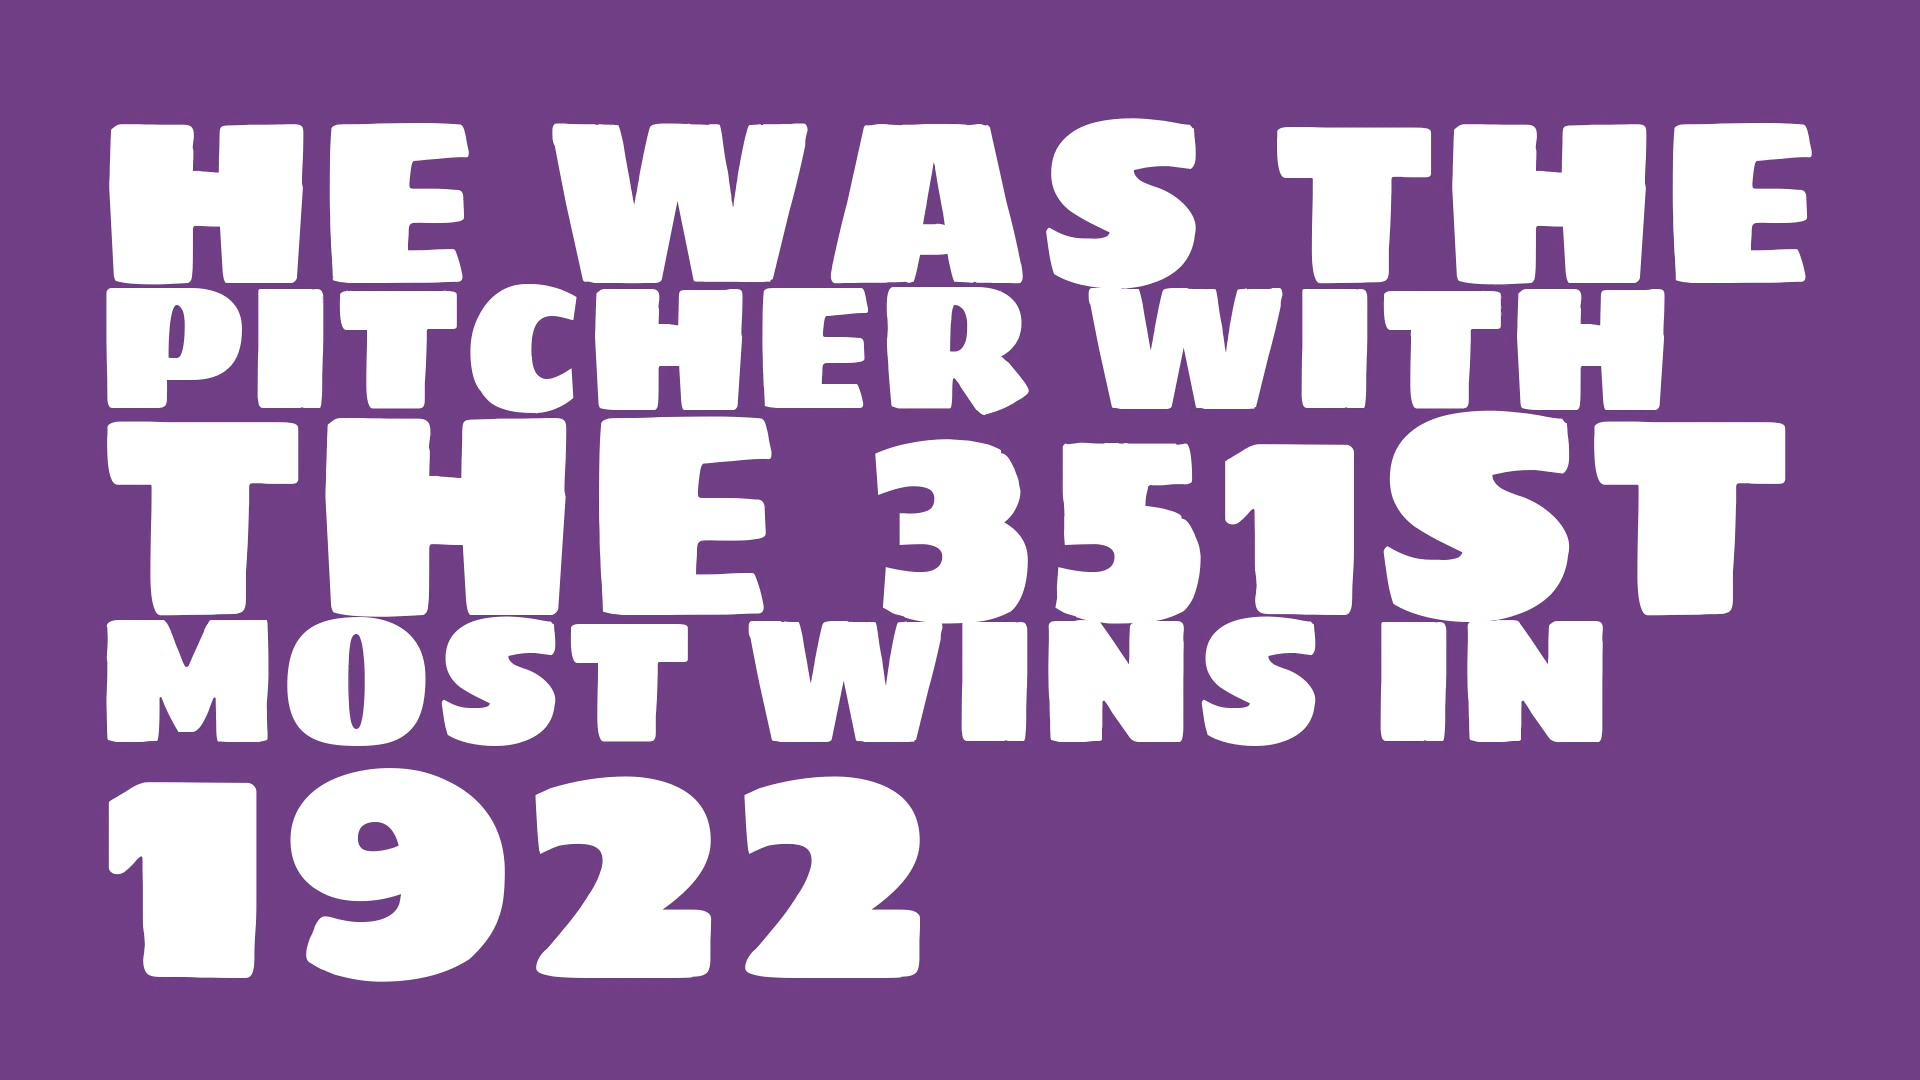 HE WAS THE
PITCHER WITH
THE 351ST
MOST WINS IN
1922